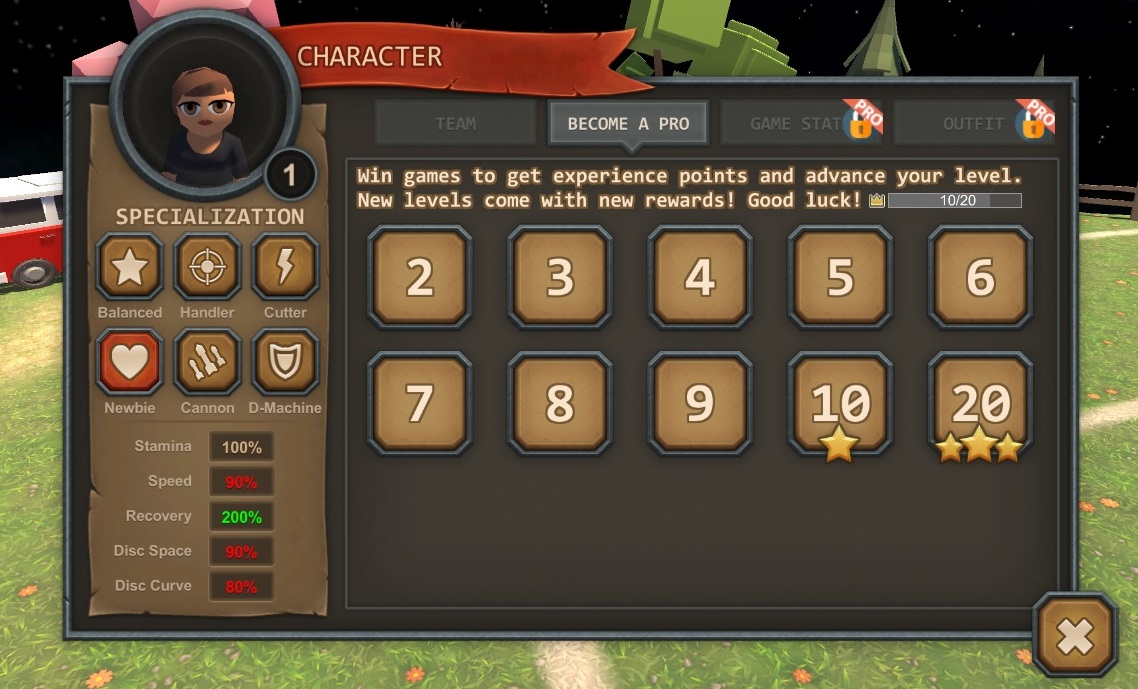 CHARACTER
1
SPECIALIZATION
Balanced Handler Cutter
Newbie Cannon D-Machine
Stamina 100%
Speed 90%
Recovery 200%
Disc Space 90%
Disc Curve 80%
TEAM BECOME A PRO GAME STAT PRO OUTFIT PRO
Win games to get experience points and advance your level.
New levels come with new rewards! Good luck! 10/20
2 3 4 5 6
7 8 9 10 20